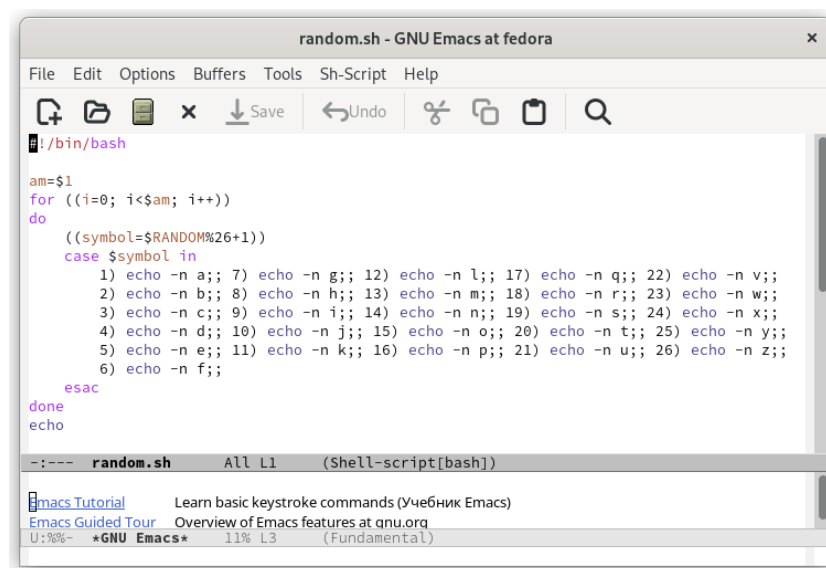 random.sh - GNU Emacs at fedora ×
File Edit Options Buffers Tools Sh-Script Help
Save Undo
#!/bin/bash
am=$1
for ((i=0; i<$am; i++))
do
    ((symbol=$RANDOM%26+1))
    case $symbol in
        1) echo -n a;; 7) echo -n g;; 12) echo -n l;; 17) echo -n q;; 22) echo -n v;;
        2) echo -n b;; 8) echo -n h;; 13) echo -n m;; 18) echo -n r;; 23) echo -n w;;
        3) echo -n c;; 9) echo -n i;; 14) echo -n n;; 19) echo -n s;; 24) echo -n x;;
        4) echo -n d;; 10) echo -n j;; 15) echo -n o;; 20) echo -n t;; 25) echo -n y;;
        5) echo -n e;; 11) echo -n k;; 16) echo -n p;; 21) echo -n u;; 26) echo -n z;;
        6) echo -n f;;
    esac
done
echo
-:--- random.sh All L1 (Shell-script[bash])
Emacs Tutorial Learn basic keystroke commands (Учебник Emacs)
Emacs Guided Tour Overview of Emacs features at gnu.org
U:%%- *GNU Emacs* 11% L3 (Fundamental)